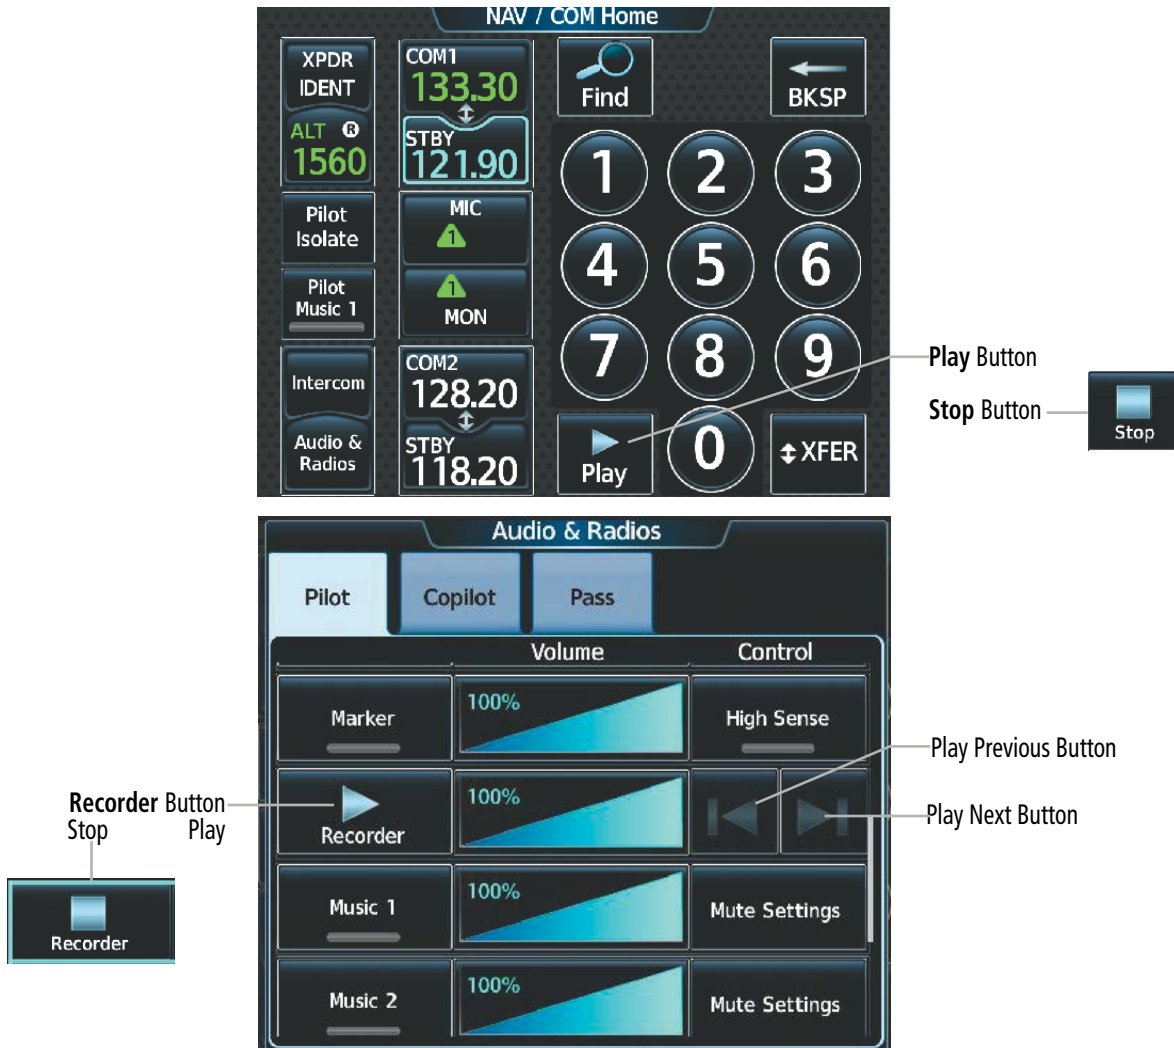 NAV / COM Home
XPDR
IDENT
ALT R
1560
COM1
133.30
STBY
121.90
Find
BKSP
1 2 3
Pilot
Isolate
MIC
1
4 5 6
Pilot
Music 1
1
MON
7 8 9
Intercom
Audio &
Radios
COM2
128.20
STBY
118.20
Play
0
XFER
Play Button
Stop Button
Stop
Audio & Radios
Pilot Copilot Pass
Volume Control
Marker 100% High Sense
Recorder 100%
Music 1 100% Mute Settings
Music 2 100% Mute Settings
Play Previous Button
Play Next Button
Recorder Button
Stop Play
Recorder